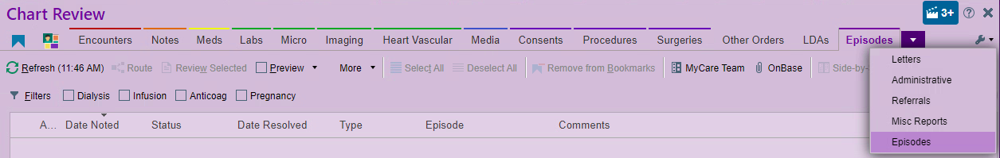 Chart Review
3+
Encounters Notes Meds Labs Micro Imaging Heart Vascular Media Consents Procedures Surgeries Other Orders LDAs Episodes
Refresh (11:46 AM) Route Review Selected Preview More Select All Deselect All Remove from Bookmarks MyCare Team OnBase Side-by-
Filters Dialysis Infusion Anticoag Pregnancy
A... Date Noted Status Date Resolved Type Episode Comments
Letters
Administrative
Referrals
Misc Reports
Episodes